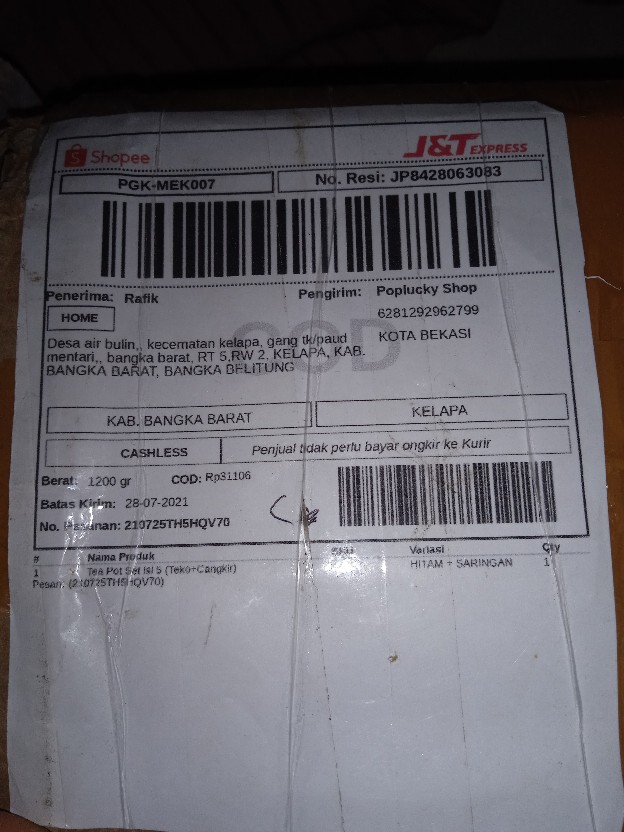 Shopee
J&T EXPRESS
PGK-MEK007
No. Resi: JP8428063083
Penerima: Rafik
Pengirim: Poplucky Shop
HOME
6281292962799
KOTA BEKASI
COD
Desa air bulin,, kecematan kelapa, gang tk/paud
mentari,, bangka barat, RT 5,RW 2, KELAPA, KAB.
BANGKA BARAT, BANGKA BELITUNG
KAB. BANGKA BARAT
KELAPA
CASHLESS
Penjual tidak perlu bayar ongkir ke Kurir
Berat: 1200 gr
COD: Rp31106
Batas Kirim: 28-07-2021
No. Pesanan: 210725TH5HQV70
# Nama Produk Variasi Qty
1 Tea Pot Set Isi 5 (Teko+Cangkir) HITAM + SARINGAN 1
Pesan: (210725TH5HQV70)